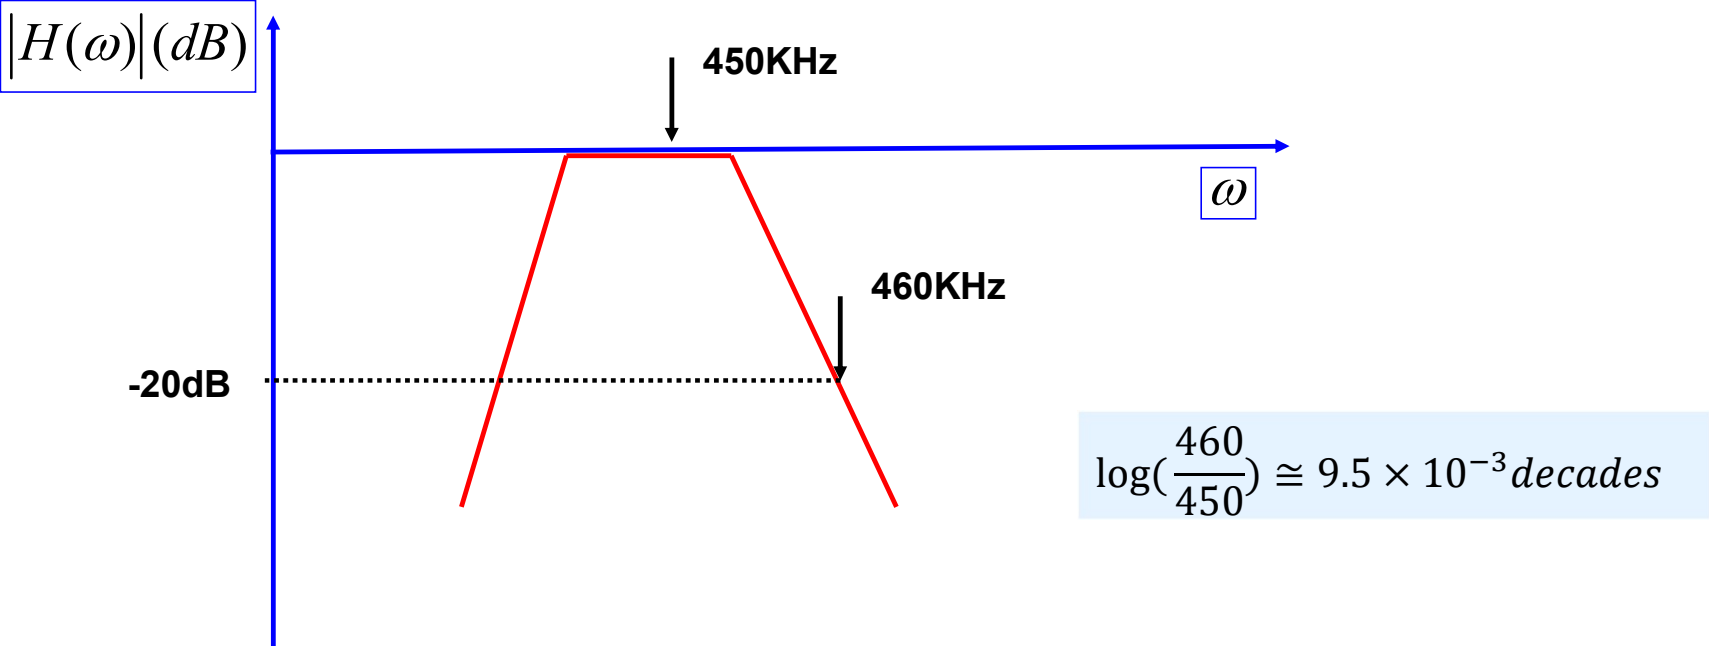 |H(ω)|(dB)
450KHz
ω
460KHz
-20dB
log(460/450) ≅ 9.5 × 10⁻³decades